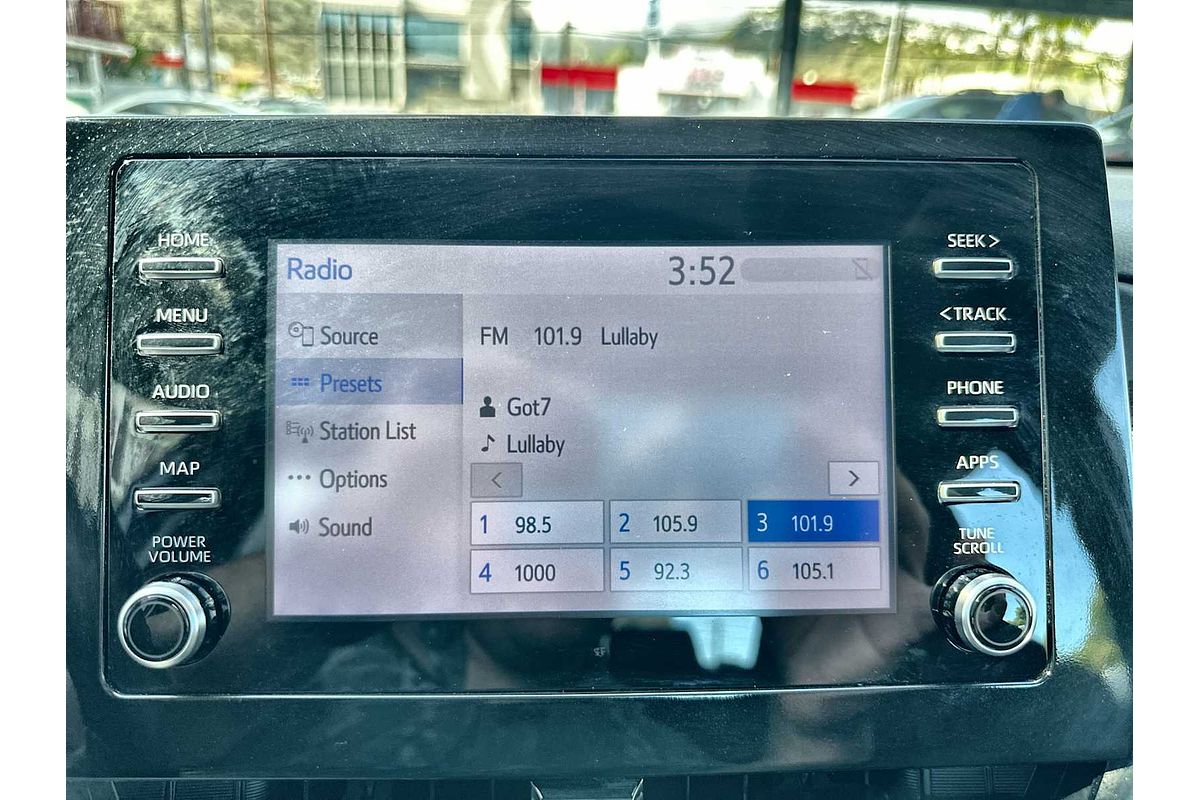 HOME
MENU
AUDIO
MAP
POWER
VOLUME
Radio
3:52
Source
Presets
Station List
Options
Sound
FM 101.9 Lullaby
Got7
Lullaby
< >
1 98.5 2 105.9 3 101.9
4 1000 5 92.3 6 105.1
SEEK >
< TRACK
PHONE
APPS
TUNE
SCROLL